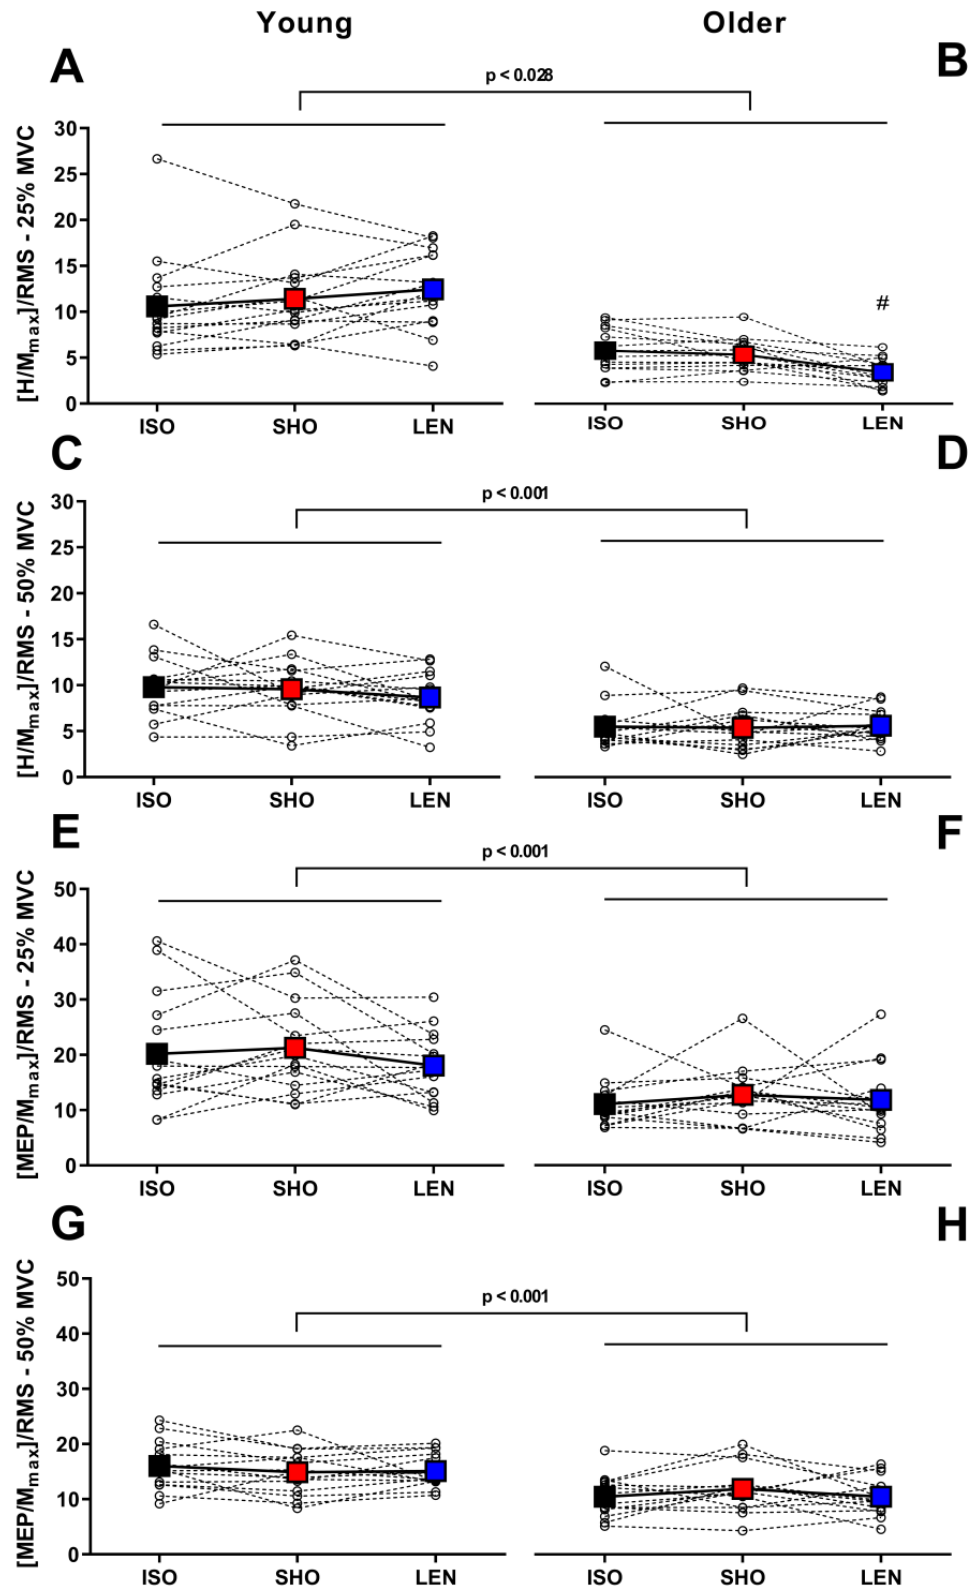 Young Older
A B
p < 0.028
[H/Mmax]/RMS - 25% MVC
30
25
20
15
10
5
0
#
ISO SHO LEN ISO SHO LEN
C D
p < 0.001
[H/Mmax]/RMS - 50% MVC
30
25
20
15
10
5
0
ISO SHO LEN ISO SHO LEN
E F
p < 0.001
[MEP/Mmax]/RMS - 25% MVC
50
40
30
20
10
0
ISO SHO LEN ISO SHO LEN
G H
p < 0.001
[MEP/Mmax]/RMS - 50% MVC
50
40
30
20
10
0
ISO SHO LEN ISO SHO LEN